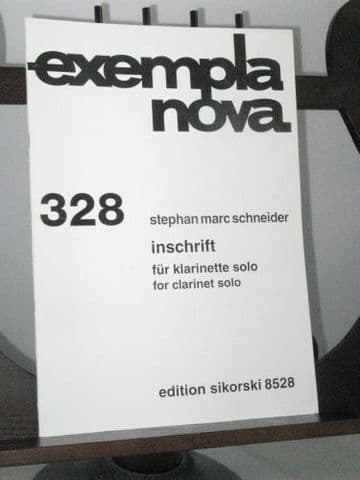 exempla
nova
328
stephan marc schneider
inschrift
für klarinette solo
for clarinet solo
edition sikorski 8528